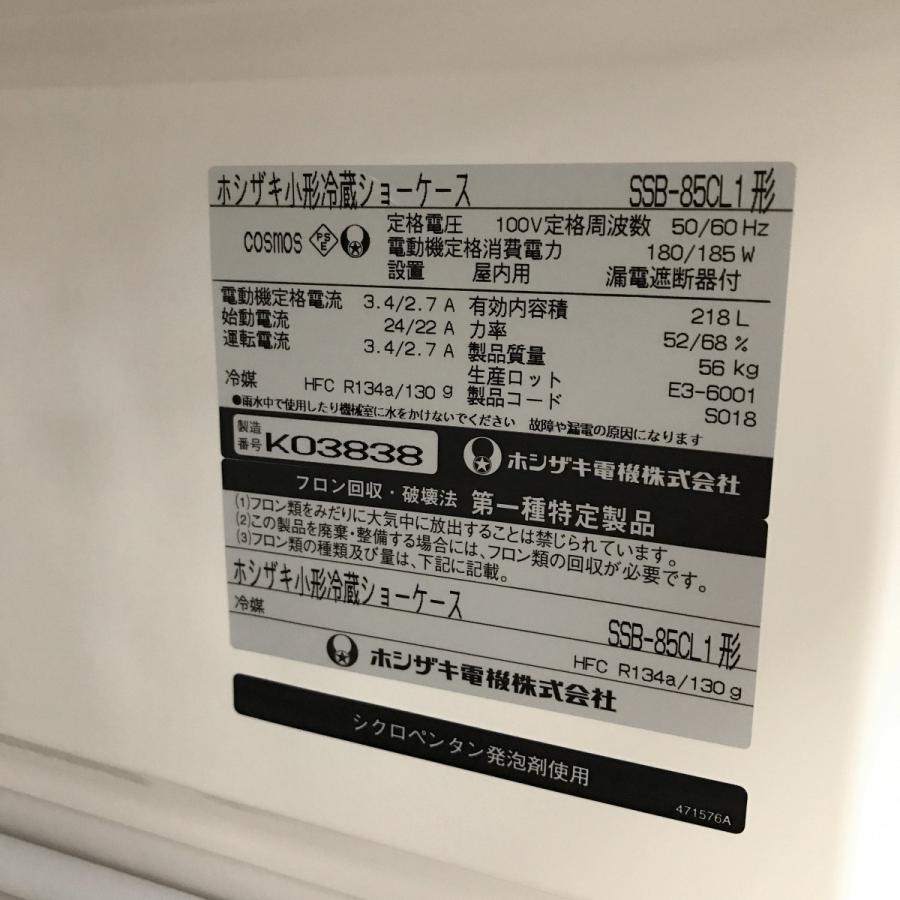 ホシザキ小形冷蔵ショーケース SSB-85CL1形
cosmos PSE 定格電圧 100V 定格周波数 50/60 Hz
電動機定格消費電力 180/185 W
設置 屋内用 漏電遮断器付
電動機定格電流 3.4/2.7 A 有効内容積 218 L
始動電流 24/22 A 力率 52/68 %
運転電流 3.4/2.7 A 製品質量 56 kg
生産ロット E3-6001
冷媒 HFC R134a/130 g 製品コード S018
●雨水中で使用したり機械室に水をかけないでください 故障や漏電の原因になります
製造番号 K03838 ホシザキ電機株式会社
フロン回収・破壊法 第一種特定製品
(1)フロン類をみだりに大気中に放出することは禁じられています。
(2)この製品を廃棄・整備する場合には、フロン類の回収が必要です。
(3)フロン類の種類及び量は、下記に記載。
ホシザキ小形冷蔵ショーケース SSB-85CL1形
冷媒 HFC R134a/130 g
ホシザキ電機株式会社
シクロペンタン発泡剤使用
471576A